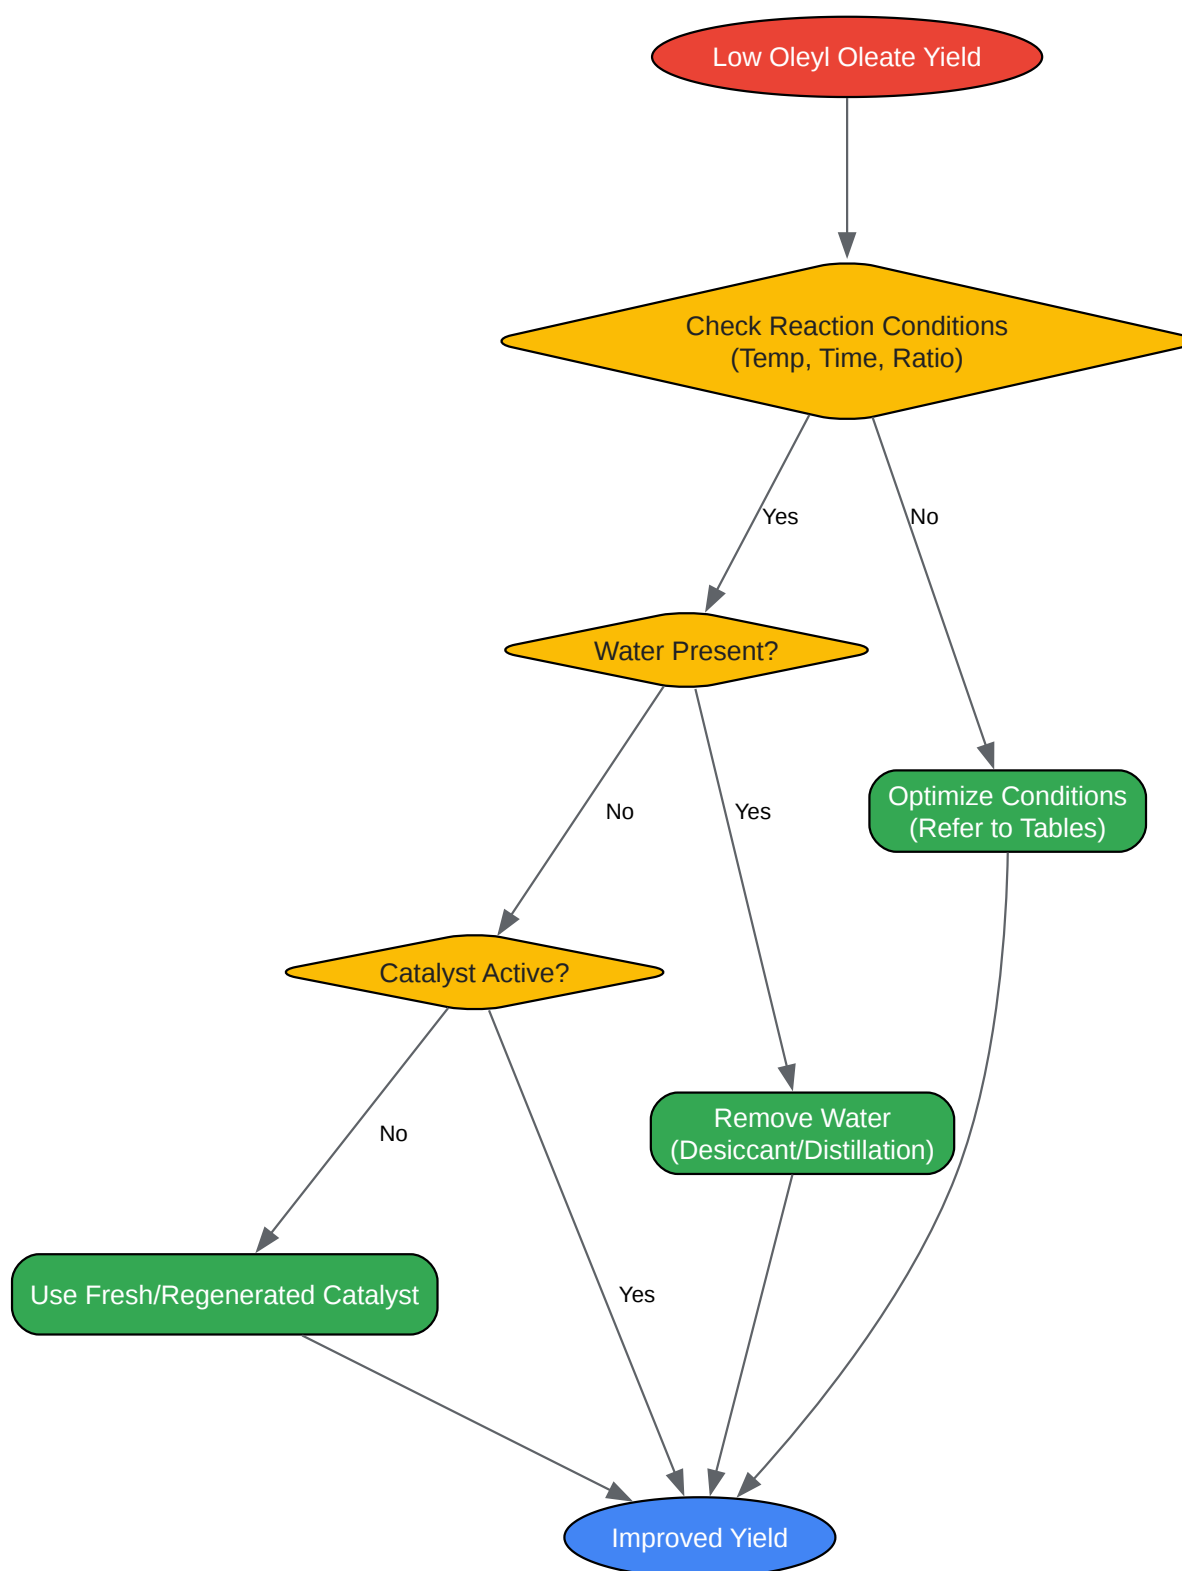 Low Oleyl Oleate Yield
Check Reaction Conditions
(Temp, Time, Ratio)
Yes
No
Water Present?
No
Yes
Optimize Conditions
(Refer to Tables)
Catalyst Active?
Remove Water
(Desiccant/Distillation)
No
Use Fresh/Regenerated Catalyst
Yes
Improved Yield